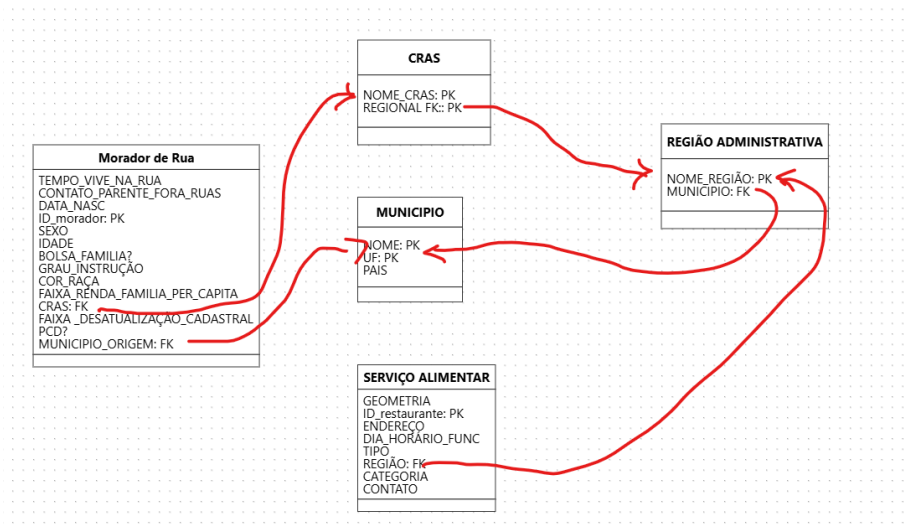 CRAS
NOME_CRAS: PK
REGIONAL FK:: PK
REGIÃO ADMINISTRATIVA
NOME_REGIÃO: PK
MUNICIPIO: FK
Morador de Rua
TEMPO_VIVE_NA_RUA
CONTATO_PARENTE_FORA_RUAS
DATA_NASC
ID_morador: PK
SEXO
IDADE
BOLSA_FAMILIA?
GRAU_INSTRUÇÃO
COR_RAÇA
FAIXA_RENDA_FAMILIA_PER_CAPITA
CRAS: FK
FAIXA _DESATUALIZAÇÃO_CADASTRAL
PCD?
MUNICIPIO_ORIGEM: FK
MUNICIPIO
NOME: PK
UF: PK
PAIS
SERVIÇO ALIMENTAR
GEOMETRIA
ID_restaurante: PK
ENDEREÇO
DIA_HORÁRIO_FUNC
TIPO
REGIÃO: FK
CATEGORIA
CONTATO